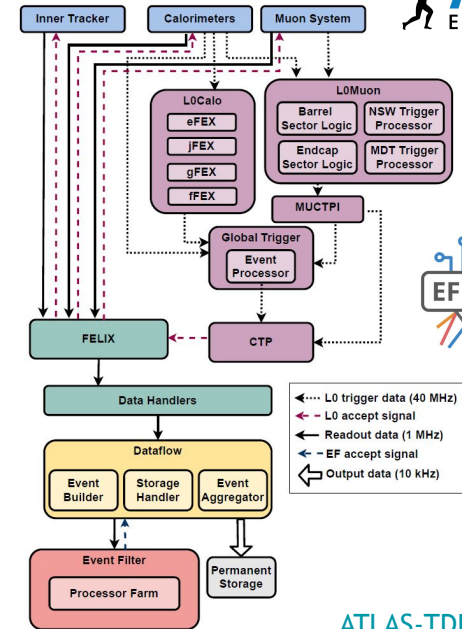 Inner Tracker
Calorimeters
Muon System
E
L0Calo
eFEX
jFEX
gFEX
fFEX
L0Muon
Barrel
Sector Logic
NSW Trigger
Processor
Endcap
Sector Logic
MDT Trigger
Processor
MUCTPI
Global Trigger
Event
Processor
EF
FELIX
CTP
L0 trigger data (40 MHz)
L0 accept signal
Readout data (1 MHz)
EF accept signal
Output data (10 kHz)
Data Handlers
Dataflow
Event
Builder
Storage
Handler
Event
Aggregator
Event Filter
Processor Farm
Permanent
Storage
ATLAS-TD